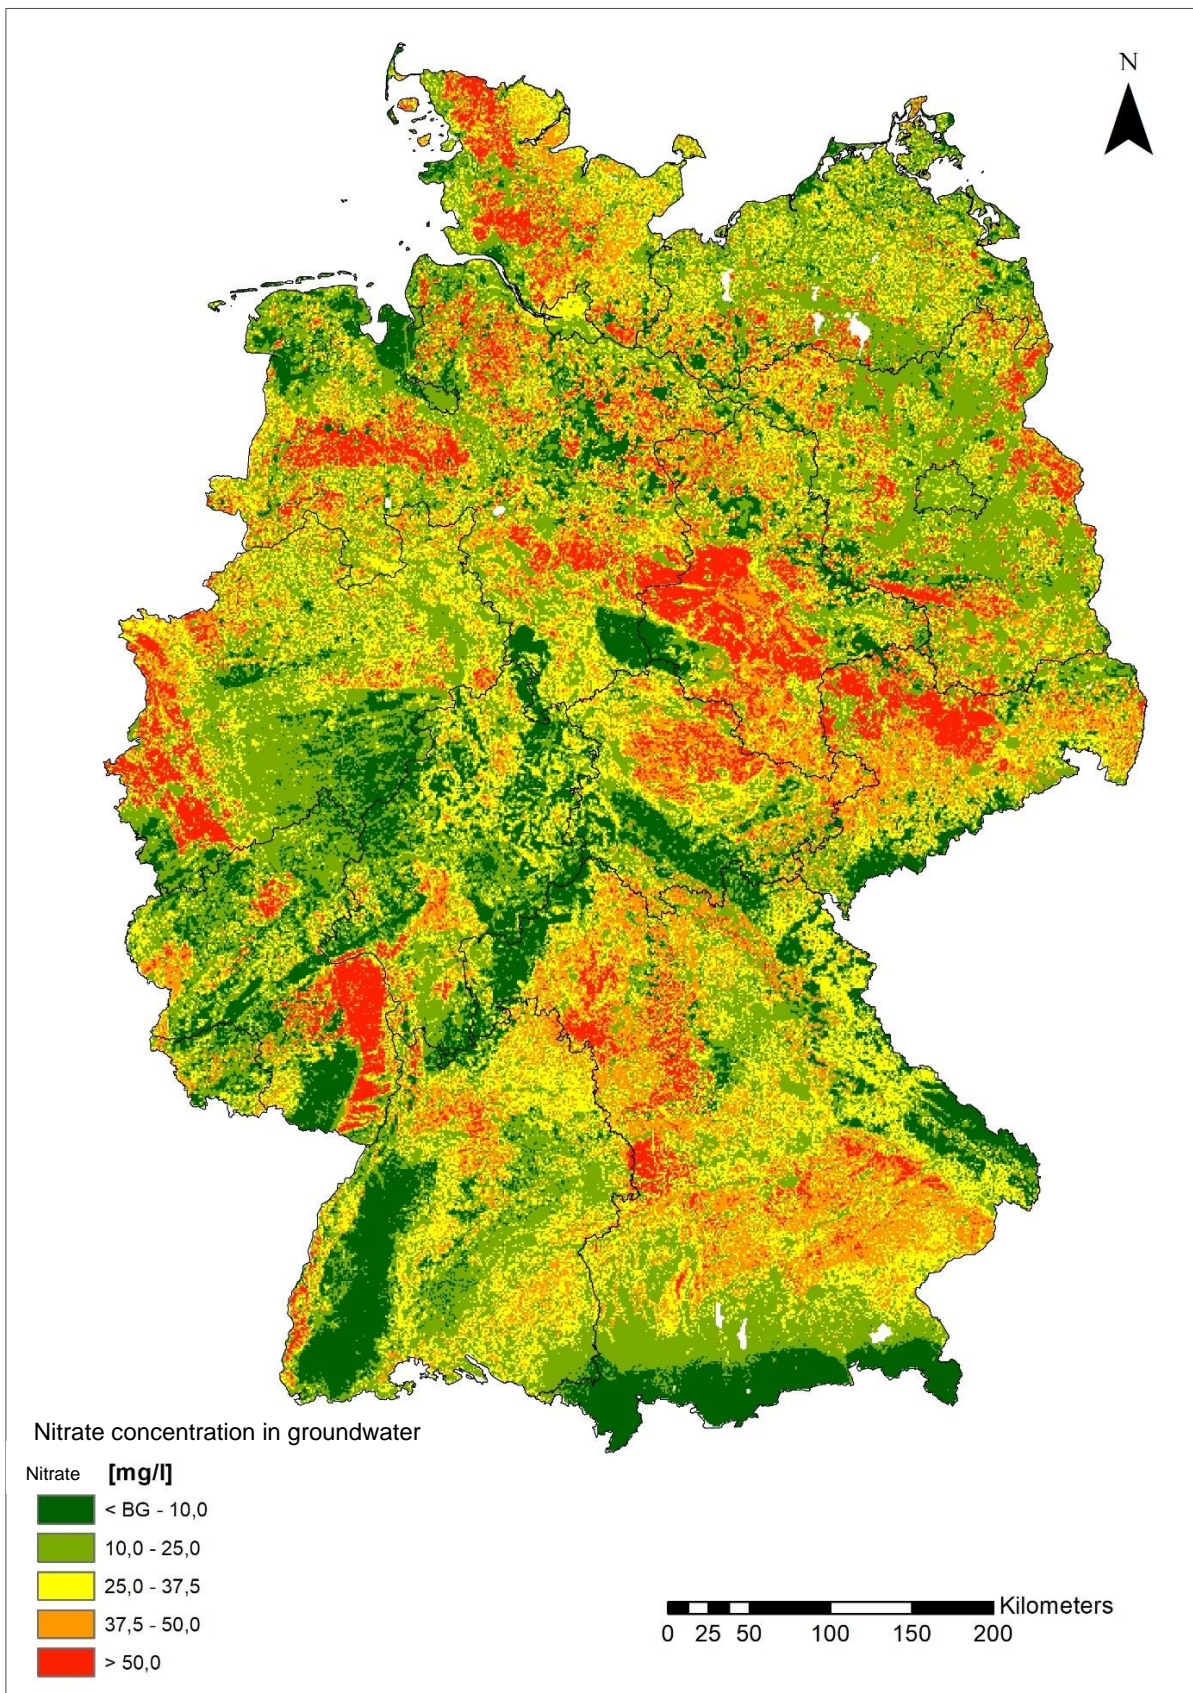 N
Nitrate concentration in groundwater
Nitrate [mg/l]
< BG - 10,0
10,0 - 25,0
25,0 - 37,5
37,5 - 50,0
> 50,0
Kilometers
0 25 50 100 150 200